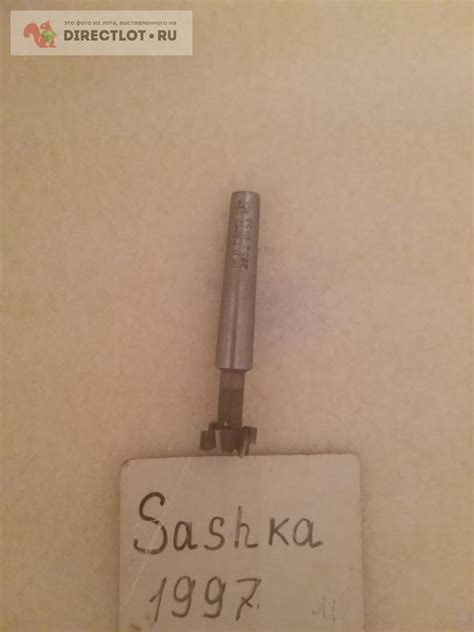 это фото из лота, выставленного на
DIRECTLOT.RU
Sashka
1997